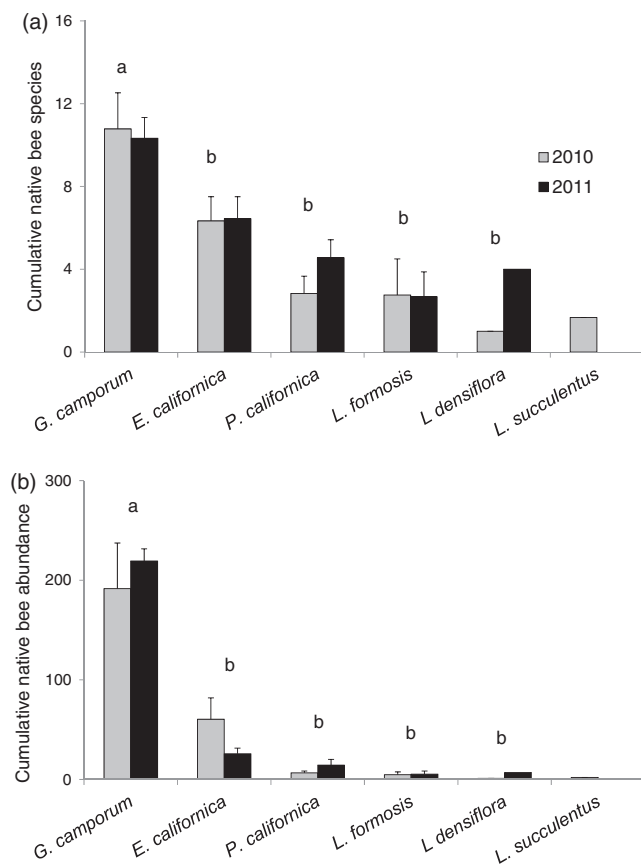 (a)
16
12
8
4
0
Cumulative native bee species
a
b
b
b
b
2010
2011
G. camporum
E. californica
P. californica
L. formosis
L densiflora
L. succulentus
(b)
300
200
100
0
Cumulative native bee abundance
a
b
b
b
b
G. camporum
E. californica
P. californica
L. formosis
L densiflora
L. succulentus